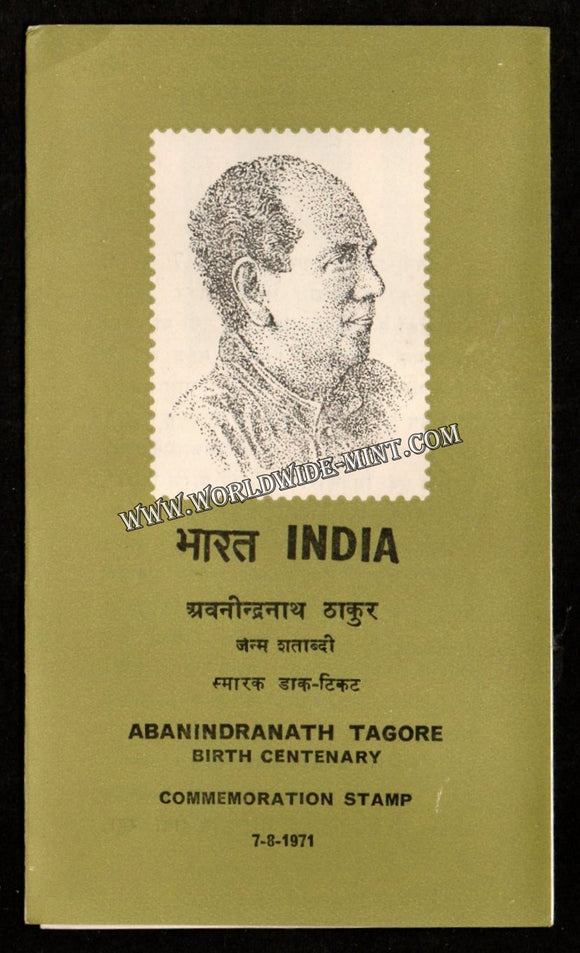 WWW.WORLDWIDE-MINT.COM
भारत INDIA
अवनीन्द्रनाथ ठाकुर
जन्म शताब्दी
स्मारक डाक-टिकट
ABANINDRANATH TAGORE
BIRTH CENTENARY
COMMEMORATION STAMP
7-8-1971